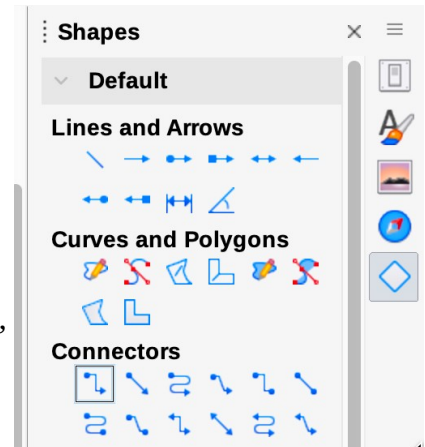 Shapes
Default
Lines and Arrows
Curves and Polygons
,
Connectors